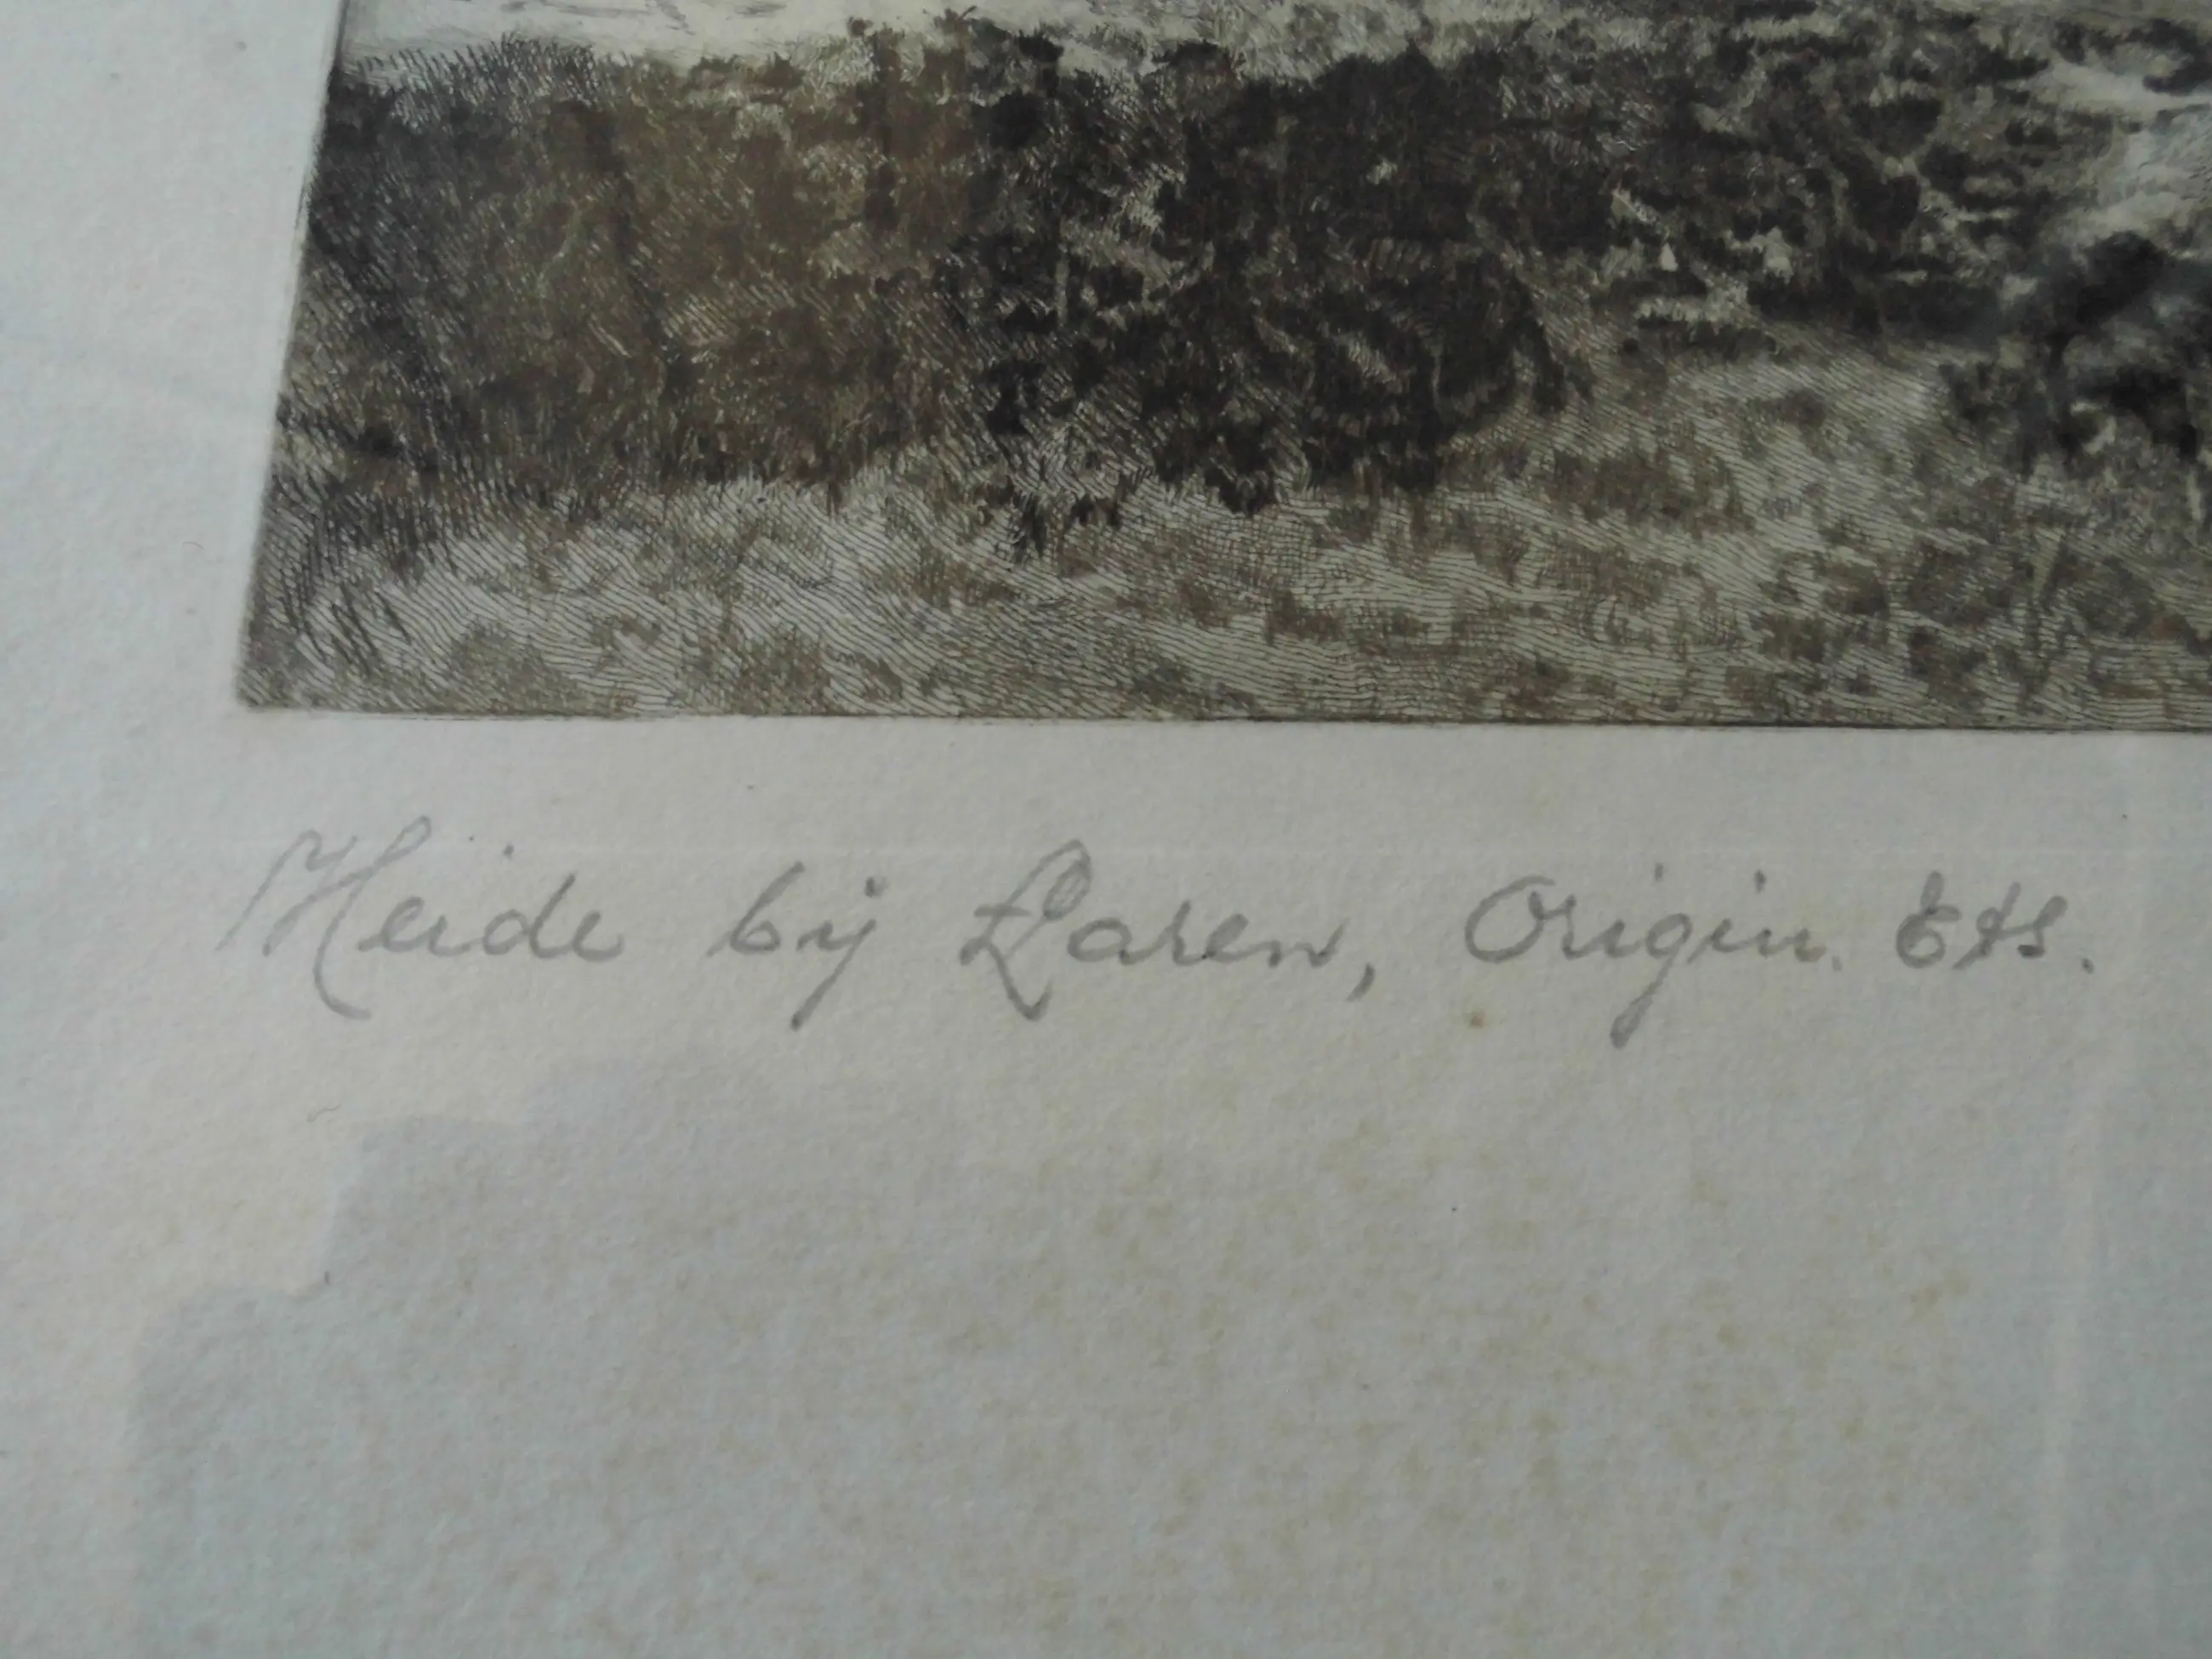 Heide bij Laren, Origin. Ets.